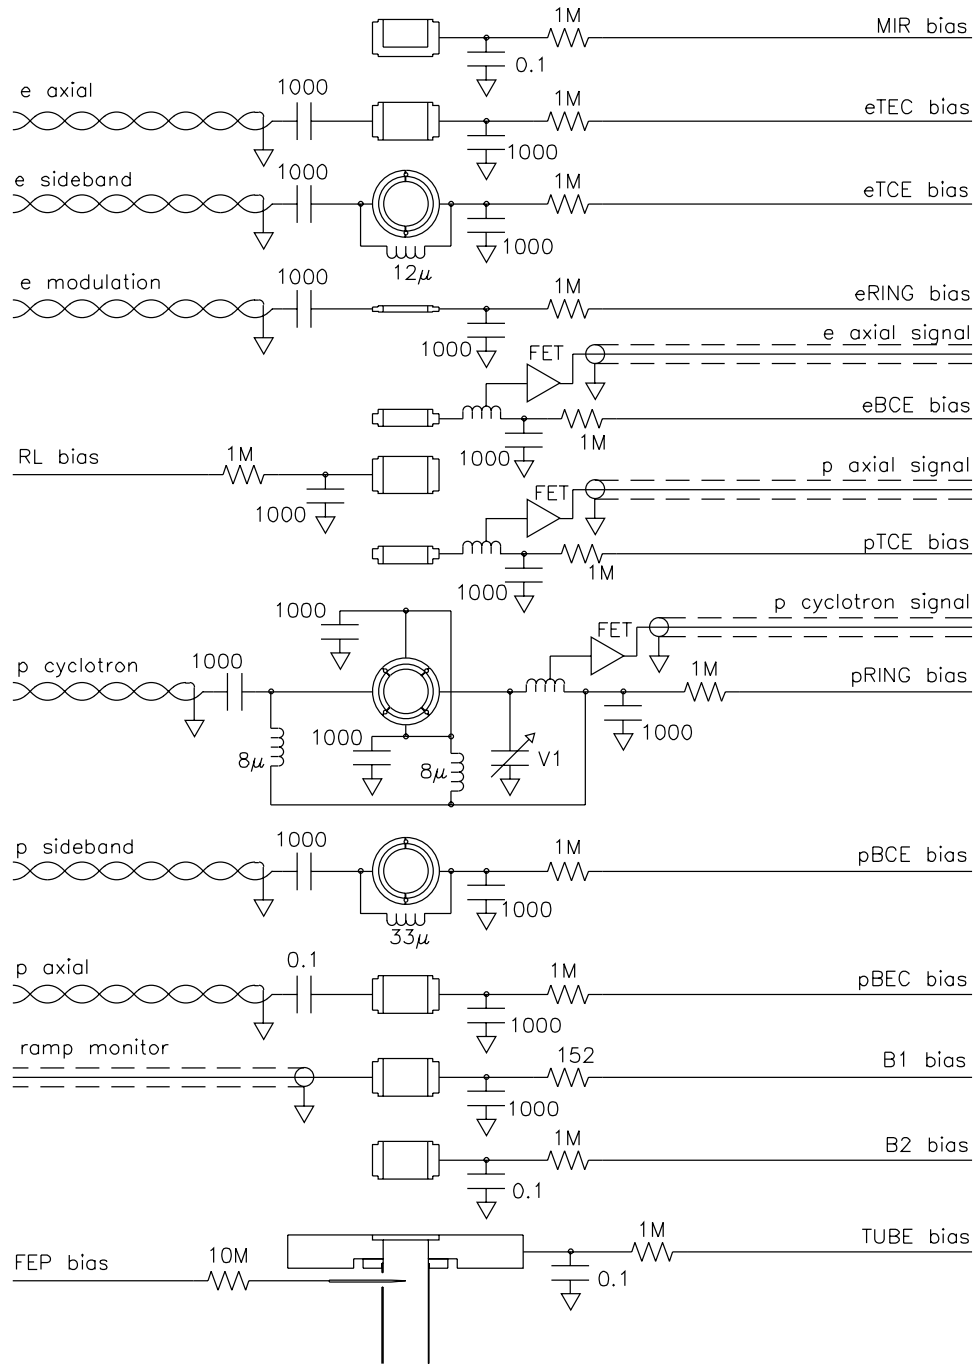 1M
MIR bias
0.1
e axial
1000
1M
eTEC bias
1000
e sideband
1000
1M
eTCE bias
1000
12μ
e modulation
1000
1M
eRING bias
1000
FET
e axial signal
eBCE bias
1000
1M
RL bias
1M
1000
FET
p axial signal
pTCE bias
1000
1M
1000
FET
p cyclotron signal
p cyclotron
1000
1M
pRING bias
1000
1000
8μ
8μ
V1
p sideband
1000
1M
pBCE bias
1000
33μ
p axial
0.1
1M
pBEC bias
1000
ramp monitor
152
B1 bias
1000
1M
B2 bias
0.1
1M
TUBE bias
FEP bias
10M
0.1